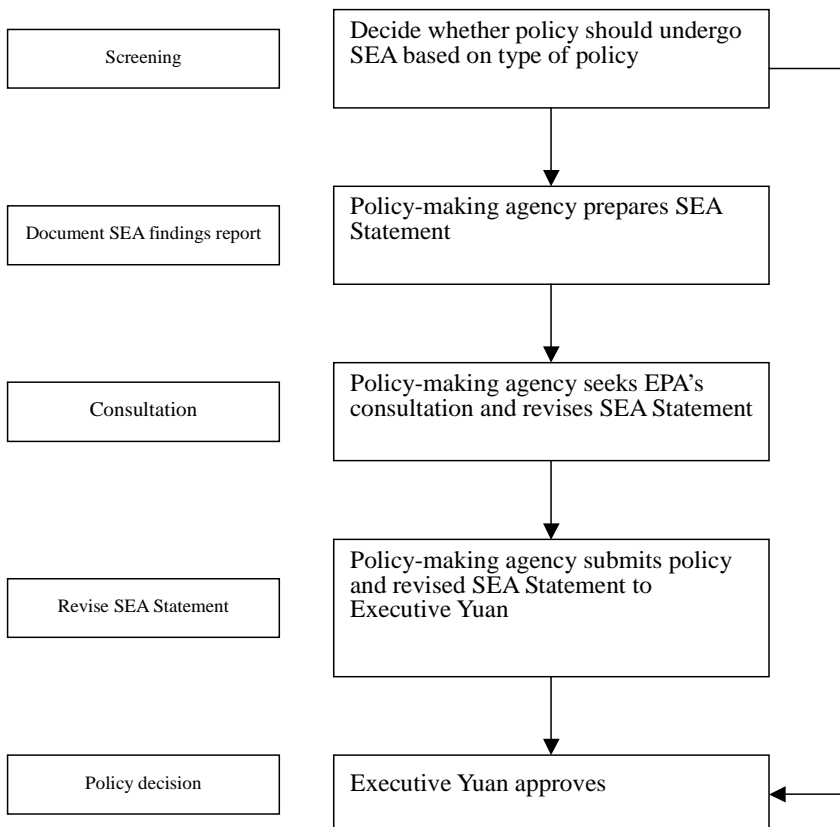 Screening
Decide whether policy should undergo
SEA based on type of policy
Document SEA findings report
Policy-making agency prepares SEA
Statement
Consultation
Policy-making agency seeks EPA’s
consultation and revises SEA Statement
Revise SEA Statement
Policy-making agency submits policy
and revised SEA Statement to
Executive Yuan
Policy decision
Executive Yuan approves